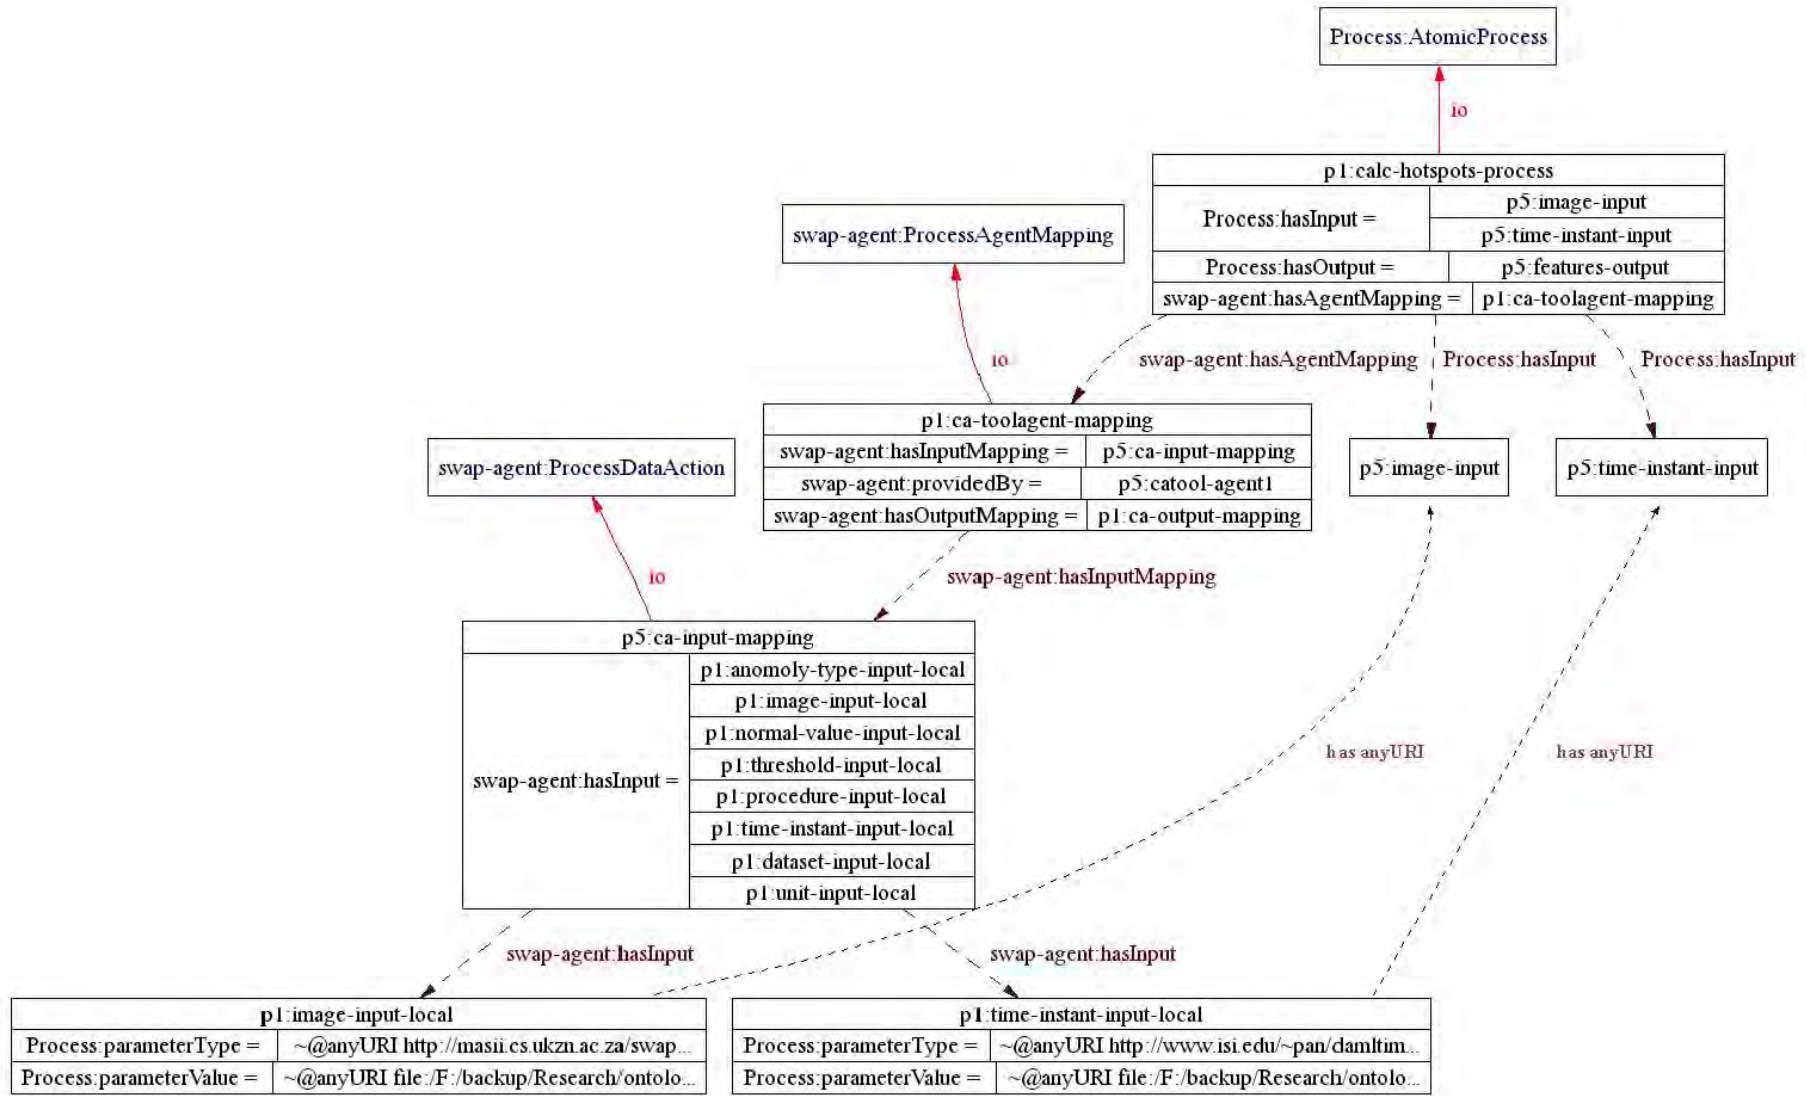 Process:AtomicProcess
io
p1:calc-hotspots-process
Process:hasInput =
p5:image-input
p5:time-instant-input
Process:hasOutput =
p5:features-output
swap-agent:hasAgentMapping =
p1:ca-toolagent-mapping
swap-agent:ProcessAgentMapping
io
swap-agent:hasAgentMapping
Process:hasInput
Process:hasInput
p1:ca-toolagent-mapping
swap-agent:hasInputMapping =
p5:ca-input-mapping
swap-agent:providedBy =
p5:catool-agent1
swap-agent:hasOutputMapping =
p1:ca-output-mapping
p5:image-input
p5:time-instant-input
swap-agent:ProcessDataAction
io
swap-agent:hasInputMapping
p5:ca-input-mapping
swap-agent:hasInput =
p1:anomoly-type-input-local
p1:image-input-local
p1:normal-value-input-local
p1:threshold-input-local
p1:procedure-input-local
p1:time-instant-input-local
p1:dataset-input-local
p1:unit-input-local
has anyURI
has anyURI
swap-agent:hasInput
swap-agent:hasInput
p1:image-input-local
Process:parameterType =
~@anyURI http://masii.cs.ukzn.ac.za/swap...
Process:parameterValue =
~@anyURI file:/F:/backup/Research/ontolo...
p1:time-instant-input-local
Process:parameterType =
~@anyURI http://www.isi.edu/~pan/damltim...
Process:parameterValue =
~@anyURI file:/F:/backup/Research/ontolo...